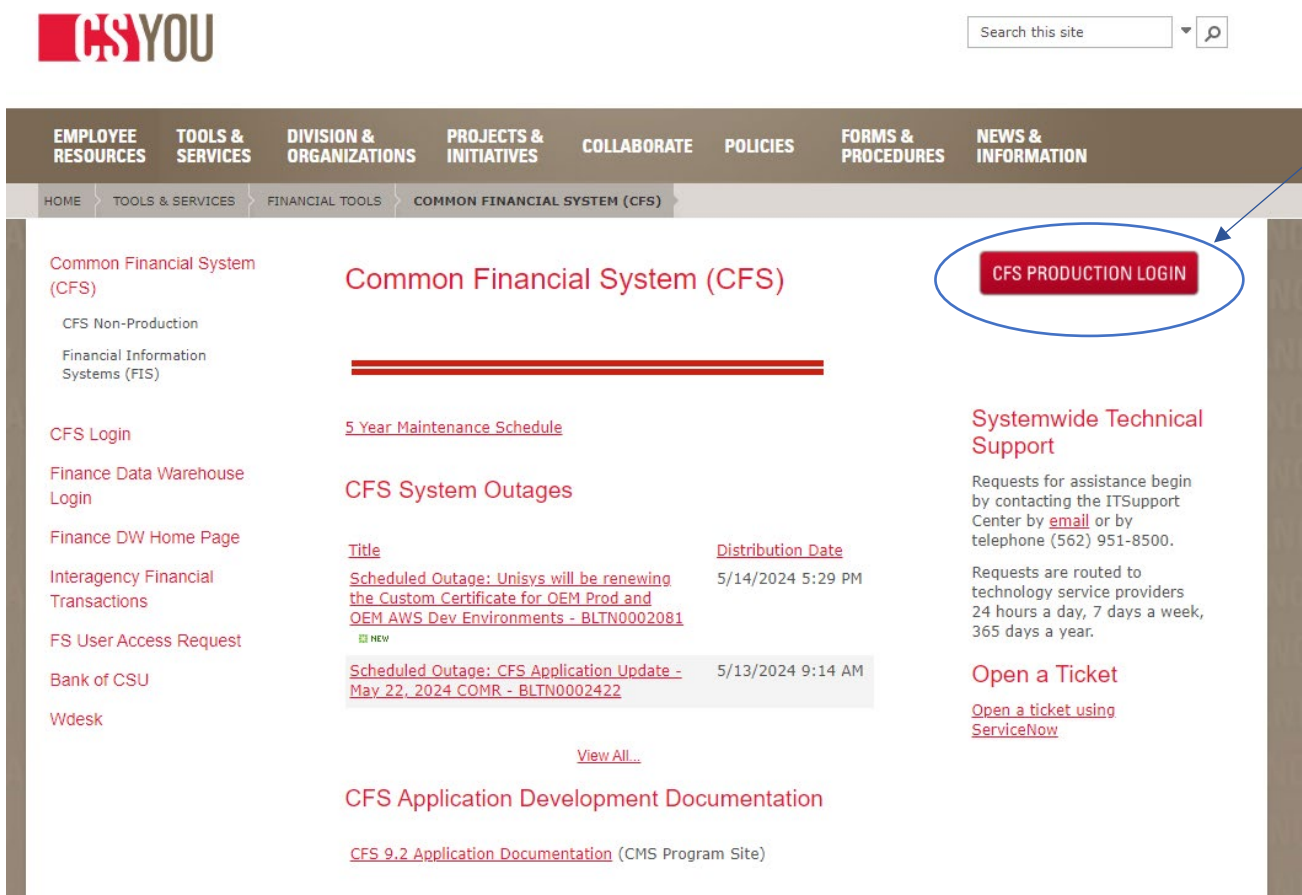 CSYOU
Search this site
EMPLOYEE
RESOURCES
TOOLS &
SERVICES
DIVISION &
ORGANIZATIONS
PROJECTS &
INITIATIVES
COLLABORATE
POLICIES
FORMS &
PROCEDURES
NEWS &
INFORMATION
HOME
TOOLS & SERVICES
FINANCIAL TOOLS
COMMON FINANCIAL SYSTEM (CFS)
Common Financial System
(CFS)
CFS Non-Production
Financial Information
Systems (FIS)
CFS Login
Finance Data Warehouse
Login
Finance DW Home Page
Interagency Financial
Transactions
FS User Access Request
Bank of CSU
Wdesk
Common Financial System (CFS)
5 Year Maintenance Schedule
CFS System Outages
Title
Distribution Date
Scheduled Outage: Unisys will be renewing
the Custom Certificate for OEM Prod and
OEM AWS Dev Environments - BLTN0002081
NEW
5/14/2024 5:29 PM
Scheduled Outage: CFS Application Update -
May 22, 2024 COMR - BLTN0002422
5/13/2024 9:14 AM
View All...
CFS Application Development Documentation
CFS 9.2 Application Documentation (CMS Program Site)
CFS PRODUCTION LOGIN
Systemwide Technical
Support
Requests for assistance begin
by contacting the ITSupport
Center by email or by
telephone (562) 951-8500.
Requests are routed to
technology service providers
24 hours a day, 7 days a week,
365 days a year.
Open a Ticket
Open a ticket using
ServiceNow